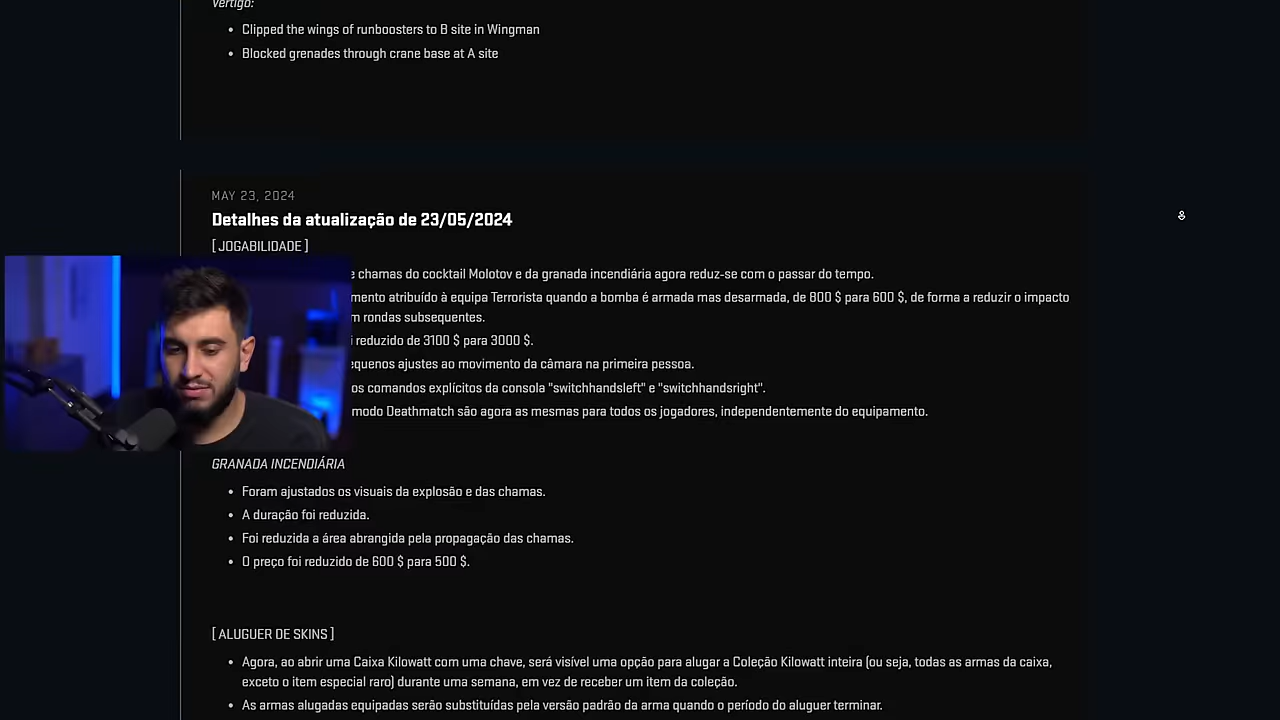 Vertigo:
• Clipped the wings of runboosters to B site in Wingman
• Blocked grenades through crane base at A site
MAY 23, 2024
Detalhes da atualização de 23/05/2024
[ JOGABILIDADE ]
e chamas do cocktail Molotov e da granada incendiária agora reduz-se com o passar do tempo.
mento atribuído à equipa Terrorista quando a bomba é armada mas desarmada, de 800 $ para 600 $, de forma a reduzir o impacto
m rondas subsequentes.
i reduzido de 3100 $ para 3000 $.
equenos ajustes ao movimento da câmara na primeira pessoa.
os comandos explícitos da consola "switchhandsleft" e "switchhandsright".
modo Deathmatch são agora as mesmas para todos os jogadores, independentemente do equipamento.
GRANADA INCENDIÁRIA
• Foram ajustados os visuais da explosão e das chamas.
• A duração foi reduzida.
• Foi reduzida a área abrangida pela propagação das chamas.
• O preço foi reduzido de 600 $ para 500 $.
[ ALUGUER DE SKINS ]
• Agora, ao abrir uma Caixa Kilowatt com uma chave, será visível uma opção para alugar a Coleção Kilowatt inteira (ou seja, todas as armas da caixa,
exceto o item especial raro) durante uma semana, em vez de receber um item da coleção.
• As armas alugadas equipadas serão substituídas pela versão padrão da arma quando o período do aluguer terminar.